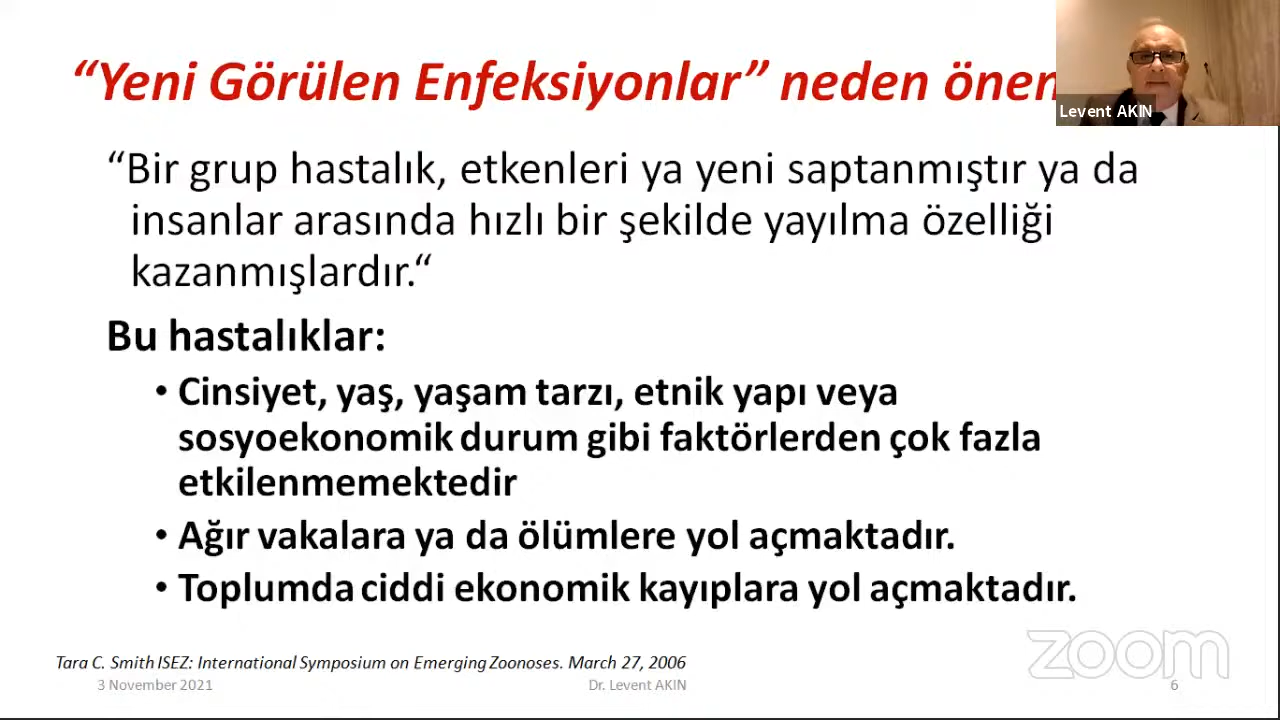 “Yeni Görülen Enfeksiyonlar” neden önem
Levent AKIN
“Bir grup hastalık, etkenleri ya yeni saptanmıştır ya da
insanlar arasında hızlı bir şekilde yayılma özelliği
kazanmışlardır.“
Bu hastalıklar:
• Cinsiyet, yaş, yaşam tarzı, etnik yapı veya
sosyoekonomik durum gibi faktörlerden çok fazla
etkilenmemektedir
• Ağır vakalara ya da ölümlere yol açmaktadır.
• Toplumda ciddi ekonomik kayıplara yol açmaktadır.
zoom
Tara C. Smith ISEZ: International Symposium on Emerging Zoonoses. March 27, 2006
3 November 2021 Dr. Levent AKIN 6